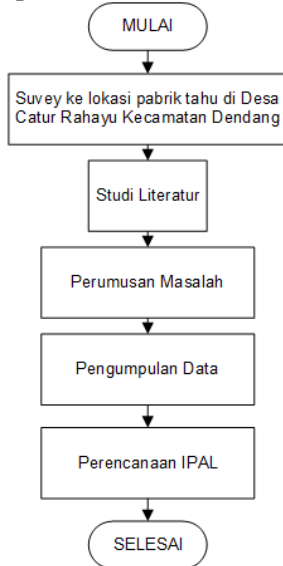 MULAI
Suvey ke lokasi pabrik tahu di Desa
Catur Rahayu Kecamatan Dendang
Studi Literatur
Perumusan Masalah
Pengumpulan Data
Perencanaan IPAL
SELESAI